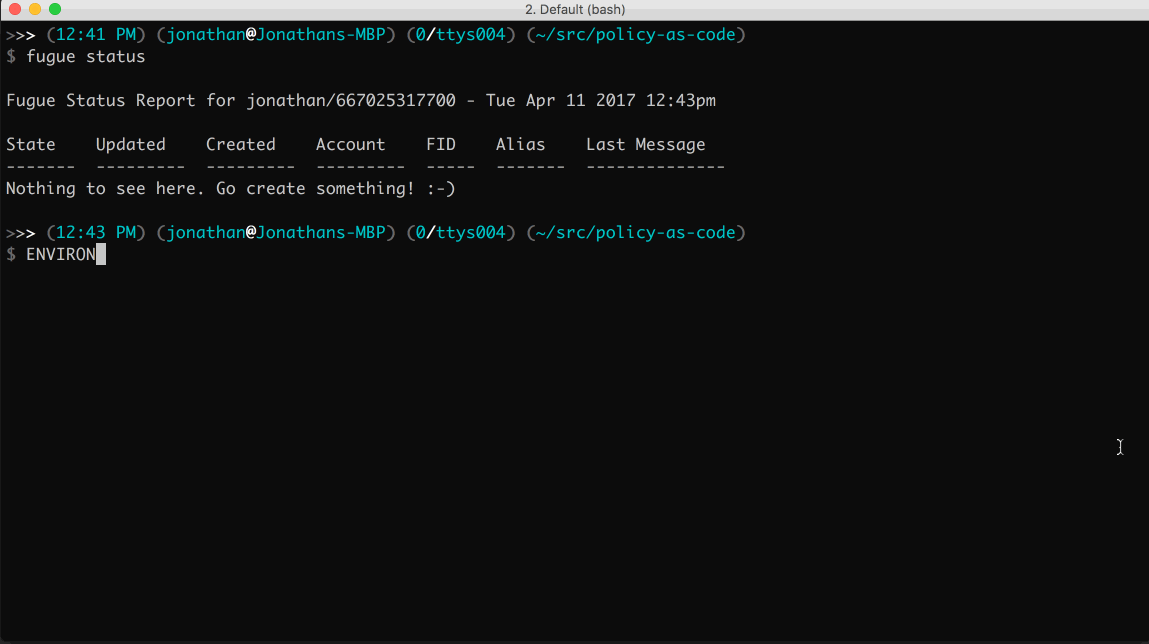 2. Default (bash)
>>> (12:41 PM) (jonathan@Jonathans-MBP) (0/ttys004) (~/src/policy-as-code)
$ fugue status
Fugue Status Report for jonathan/667025317700 - Tue Apr 11 2017 12:43pm
State    Updated    Created    Account    FID    Alias    Last Message
-------  ---------  ---------  ---------  -----  -------  --------------
Nothing to see here. Go create something! :-)
>>> (12:43 PM) (jonathan@Jonathans-MBP) (0/ttys004) (~/src/policy-as-code)
$ ENVIRON